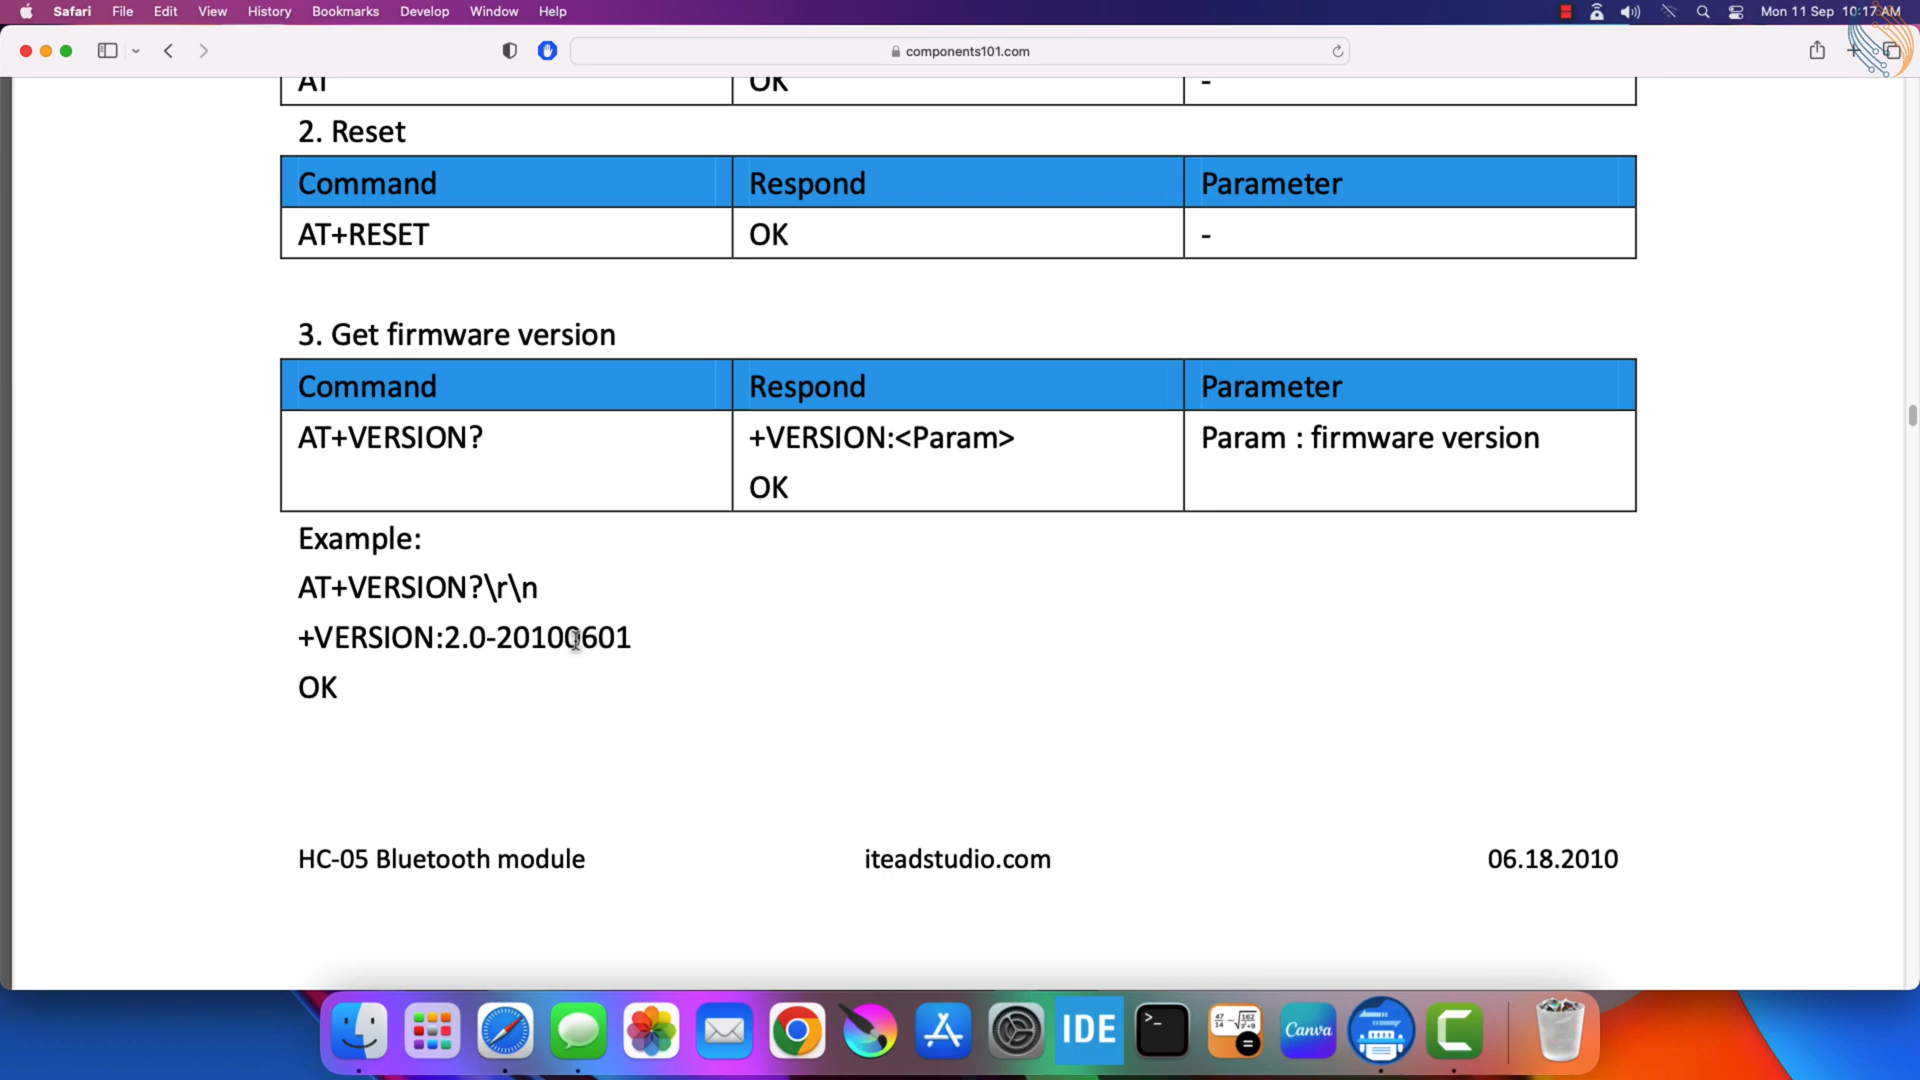 Safari File Edit View History Bookmarks Develop Window Help Mon 11 Sep 10:17 AM
components101.com
AT OK -
2. Reset
Command Respond Parameter
AT+RESET OK -
3. Get firmware version
Command Respond Parameter
AT+VERSION? +VERSION:<Param> Param : firmware version
OK
Example:
AT+VERSION?\r\n
+VERSION:2.0-20100601
OK
HC-05 Bluetooth module iteadstudio.com 06.18.2010
IDE Canva